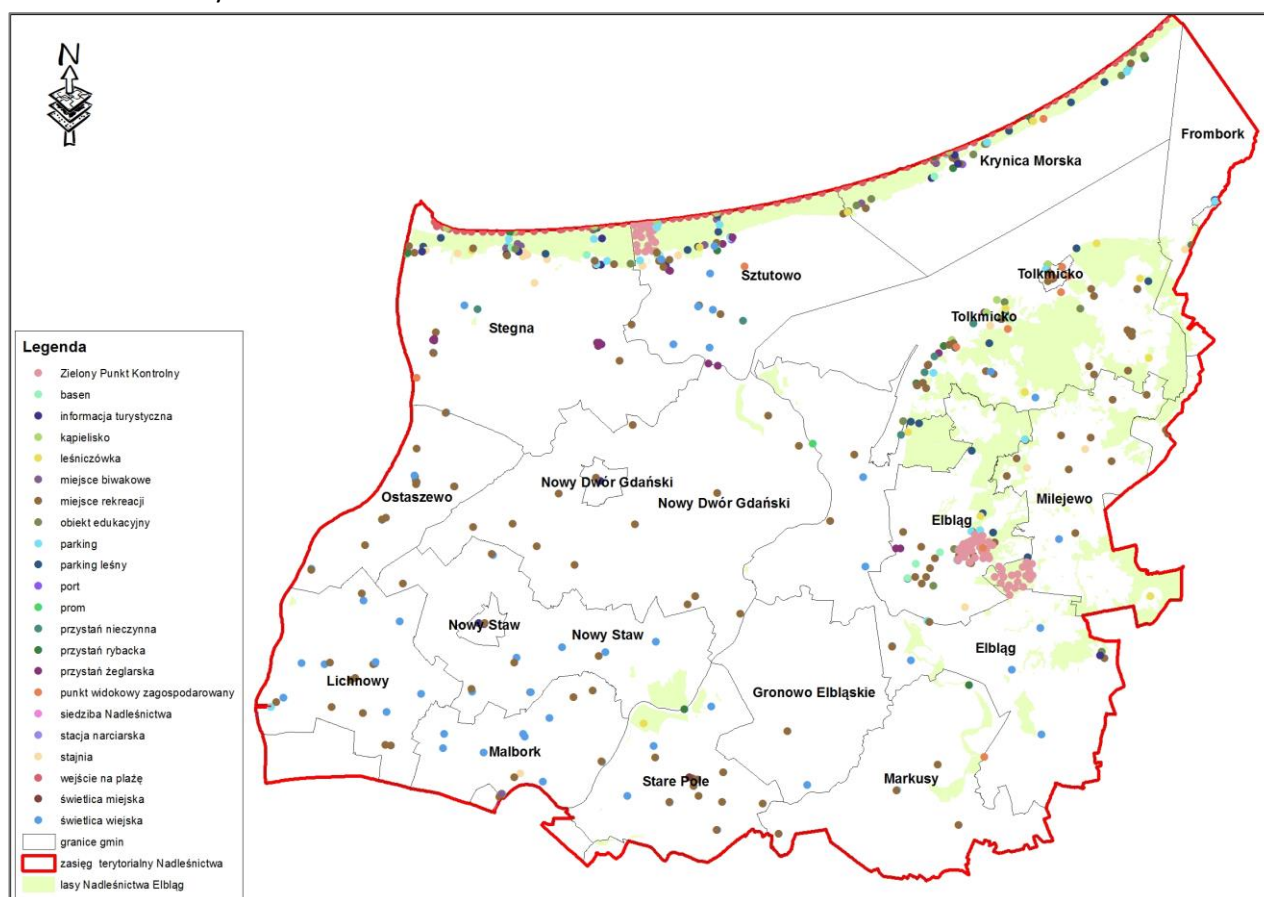 N
Frombork
Krynica Morska
Sztutowo
Tolkmicko
Tolkmicko
Stegna
Legenda
Zielony Punkt Kontrolny
basen
informacja turystyczna
kąpielisko
leśniczówka
miejsce biwakowe
miejsce rekreacji
obiekt edukacyjny
parking
parking leśny
port
prom
przystań nieczynna
przystań rybacka
przystań żeglarska
punkt widokowy zagospodarowany
siedziba Nadleśnictwa
stacja narciarska
stajnia
wejście na plażę
świetlica miejska
świetlica wiejska
granice gmin
zasięg terytorialny Nadleśnictwa
lasy Nadleśnictwa Elbląg
Nowy Dwór Gdański
Ostaszewo
Nowy Dwór Gdański
Milejewo
Elbląg
Nowy Staw
Nowy Staw
Elbląg
Lichnowy
Gronowo Elbląskie
Malbork
Stare Pole
Markusy